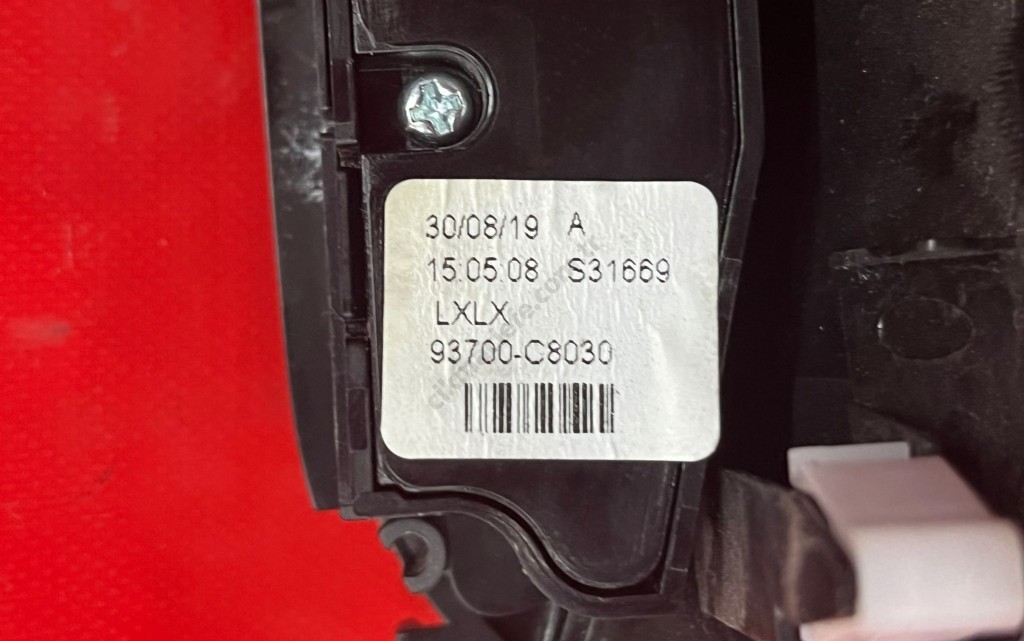 30/08/19 A
15:05:08 S31669
LXLX
93700-C8030